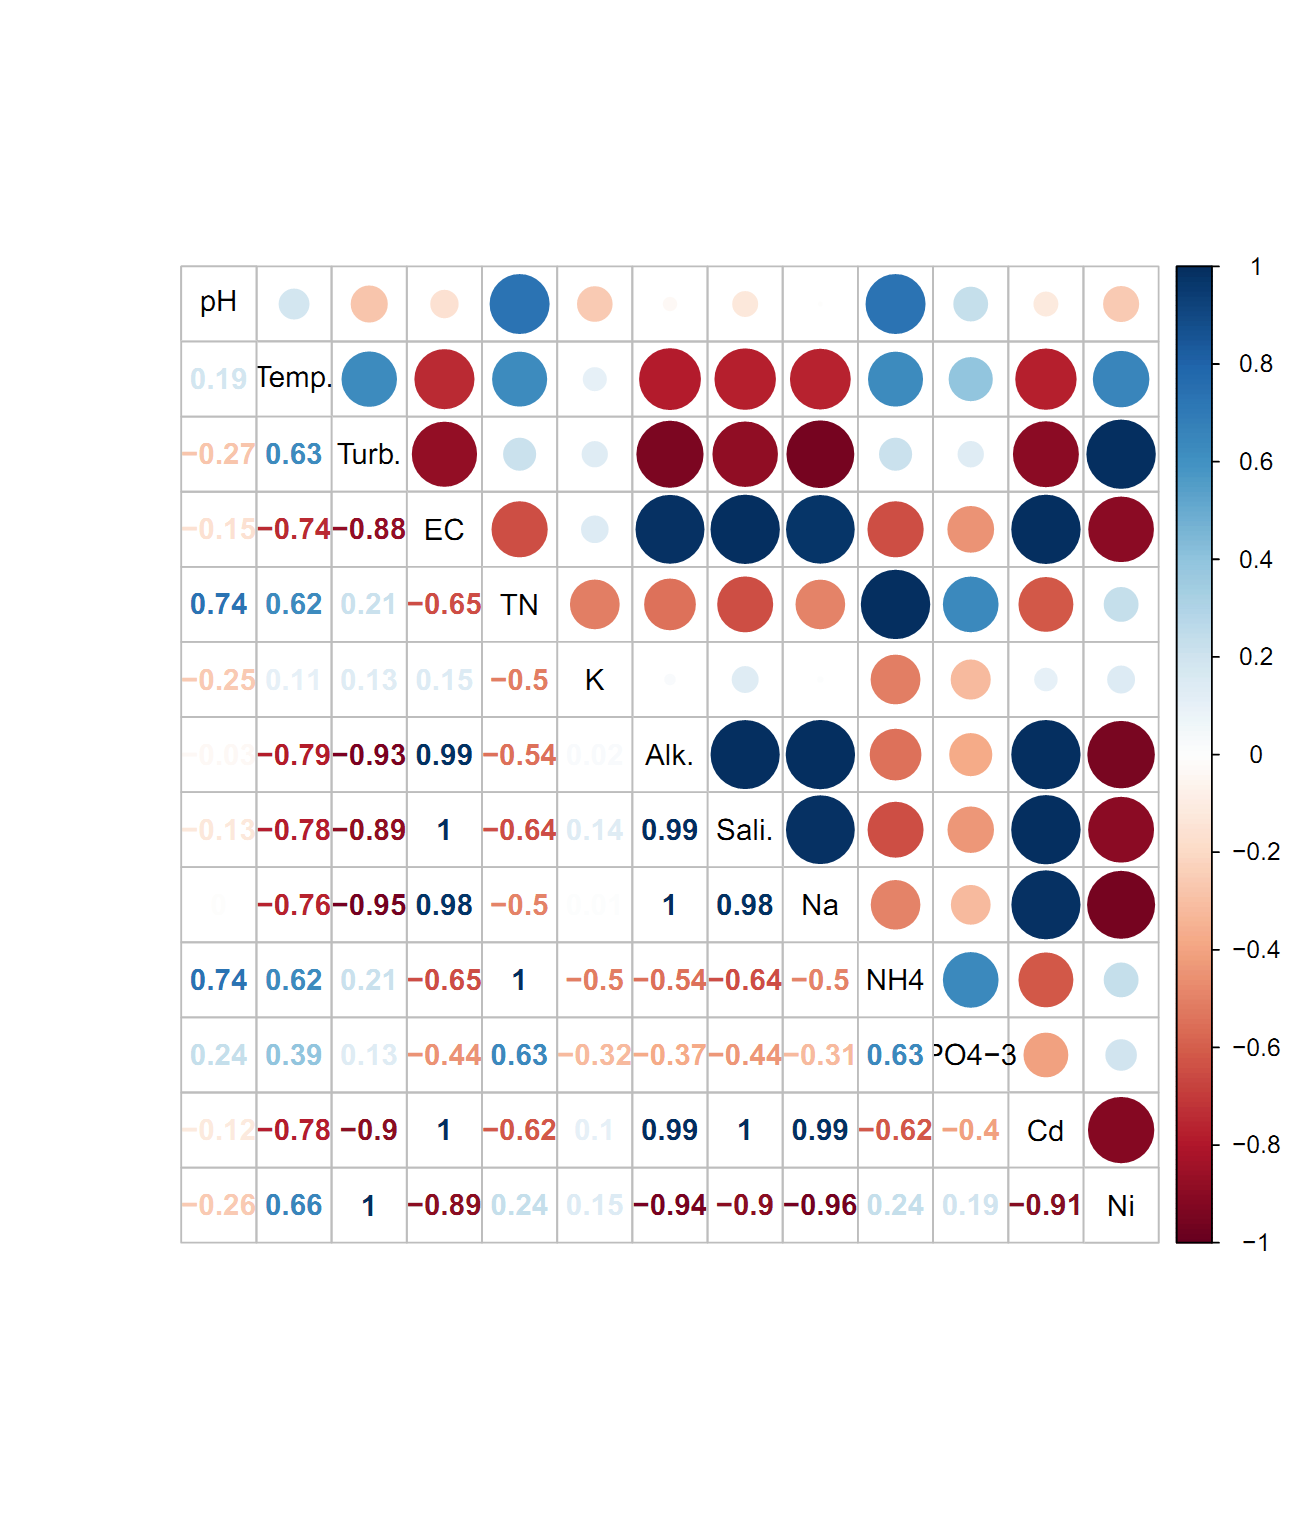 pH
0.19 Temp.
−0.27 0.63 Turb.
−0.15 −0.74 −0.88 EC
0.74 0.62 0.21 −0.65 TN
−0.25 0.11 0.13 0.15 −0.5 K
−0.03 −0.79 −0.93 0.99 −0.54 0.02 Alk.
−0.13 −0.78 −0.89 1 −0.64 0.14 0.99 Sali.
0 −0.76 −0.95 0.98 −0.5 0.01 1 0.98 Na
0.74 0.62 0.21 −0.65 1 −0.5 −0.54 −0.64 −0.5 NH4
0.24 0.39 0.13 −0.44 0.63 −0.32 −0.37 −0.44 −0.31 0.63 PO4−3
−0.12 −0.78 −0.9 1 −0.62 0.1 0.99 1 0.99 −0.62 −0.4 Cd
−0.26 0.66 1 −0.89 0.24 0.15 −0.94 −0.9 −0.96 0.24 0.19 −0.91 Ni
1
0.8
0.6
0.4
0.2
0
−0.2
−0.4
−0.6
−0.8
−1